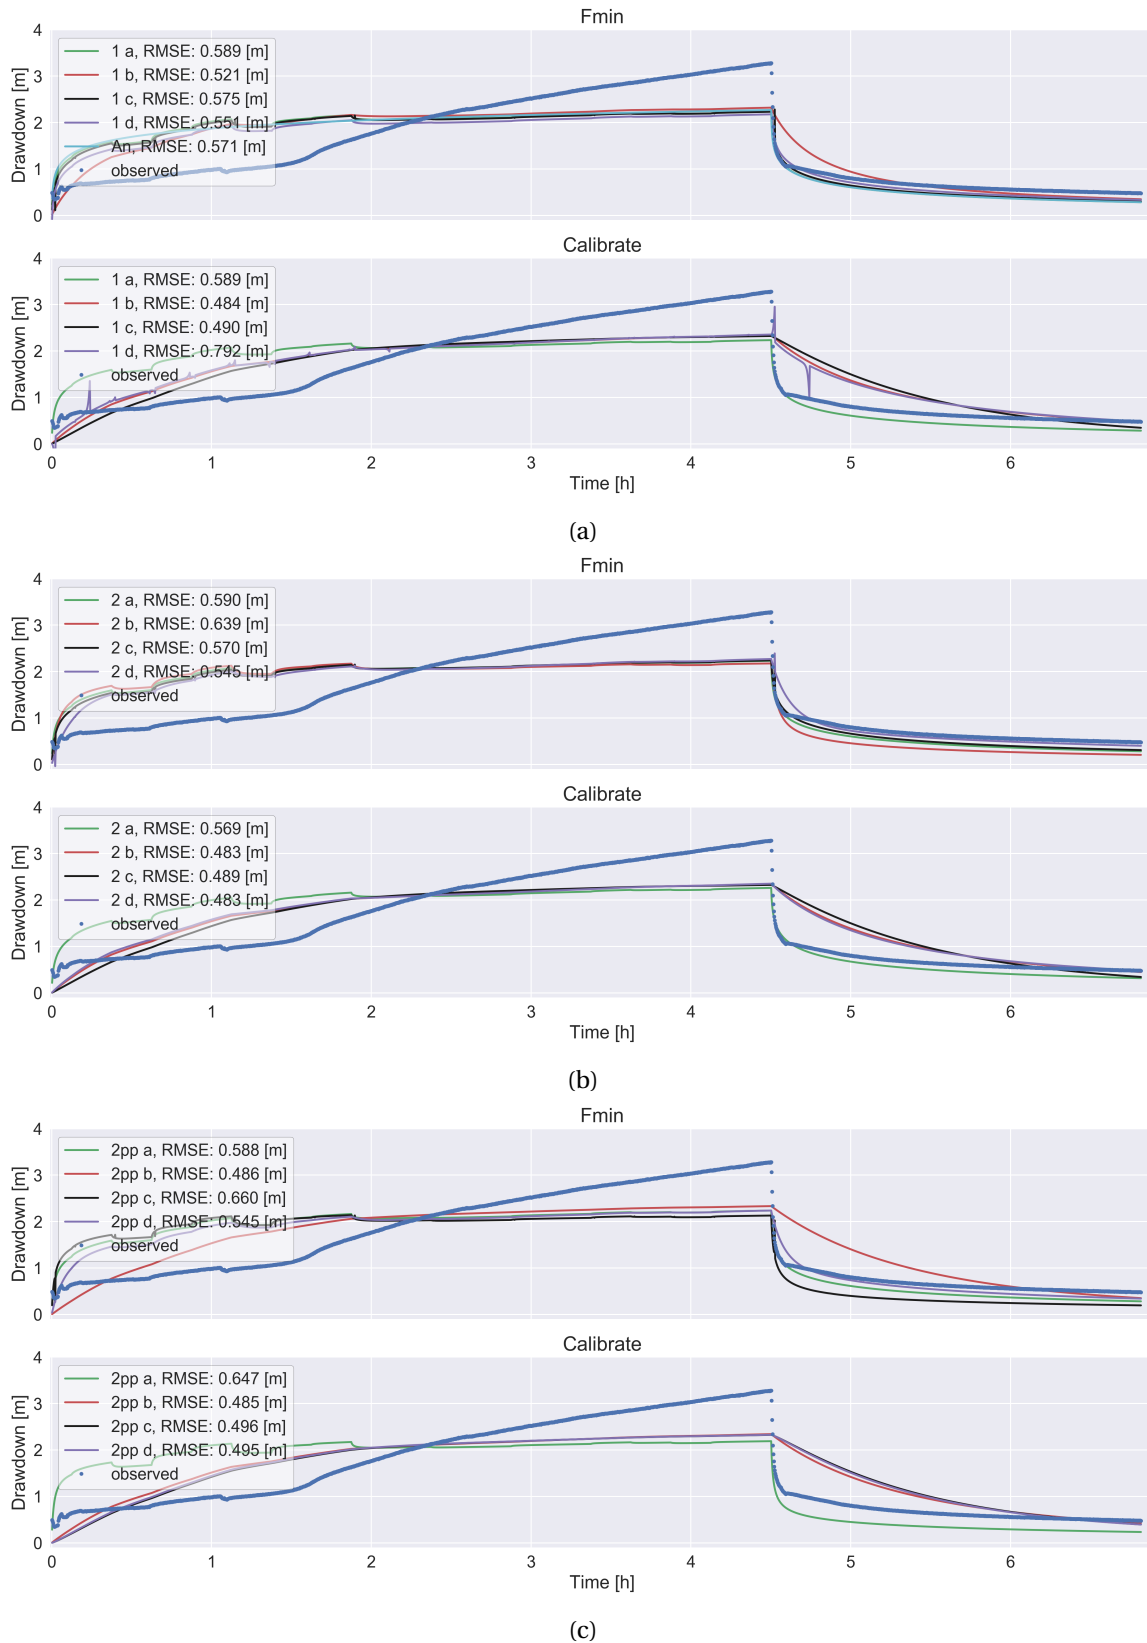 Fmin
Drawdown [m]
4
3
2
1
0
1 a, RMSE: 0.589 [m]
1 b, RMSE: 0.521 [m]
1 c, RMSE: 0.575 [m]
1 d, RMSE: 0.551 [m]
An, RMSE: 0.571 [m]
observed
Calibrate
Drawdown [m]
4
3
2
1
0
1 a, RMSE: 0.589 [m]
1 b, RMSE: 0.484 [m]
1 c, RMSE: 0.490 [m]
1 d, RMSE: 0.792 [m]
observed
0 1 2 3 4 5 6
Time [h]
(a)
Fmin
Drawdown [m]
4
3
2
1
0
2 a, RMSE: 0.590 [m]
2 b, RMSE: 0.639 [m]
2 c, RMSE: 0.570 [m]
2 d, RMSE: 0.545 [m]
observed
Calibrate
Drawdown [m]
4
3
2
1
0
2 a, RMSE: 0.569 [m]
2 b, RMSE: 0.483 [m]
2 c, RMSE: 0.489 [m]
2 d, RMSE: 0.483 [m]
observed
0 1 2 3 4 5 6
Time [h]
(b)
Fmin
Drawdown [m]
4
3
2
1
0
2pp a, RMSE: 0.588 [m]
2pp b, RMSE: 0.486 [m]
2pp c, RMSE: 0.660 [m]
2pp d, RMSE: 0.545 [m]
observed
Calibrate
Drawdown [m]
4
3
2
1
0
2pp a, RMSE: 0.647 [m]
2pp b, RMSE: 0.485 [m]
2pp c, RMSE: 0.496 [m]
2pp d, RMSE: 0.495 [m]
observed
0 1 2 3 4 5 6
Time [h]
(c)